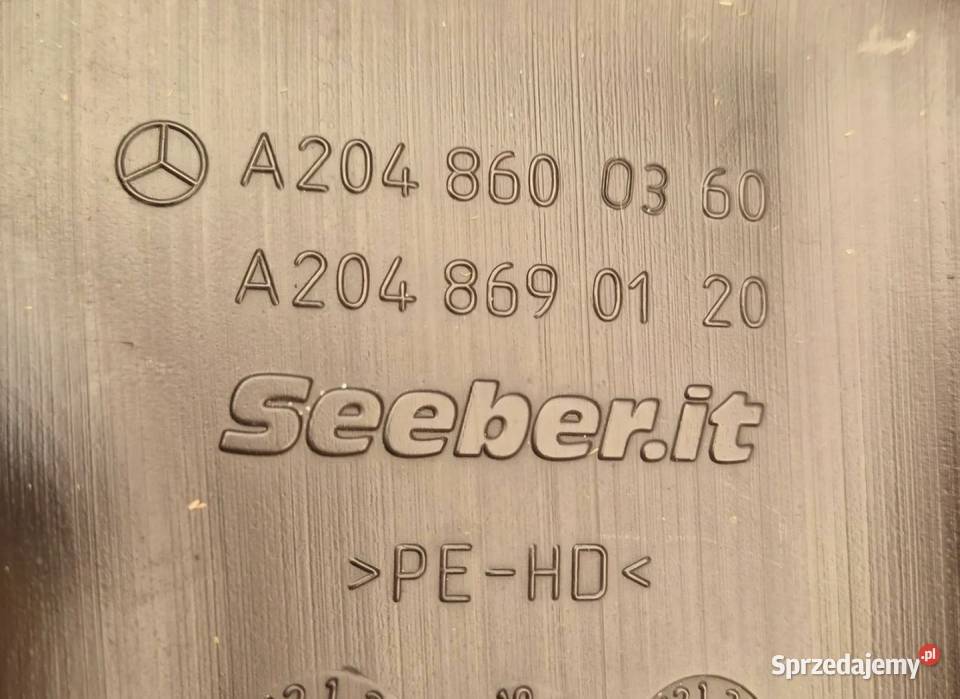 A204 860 03 60
A204 869 01 20
Seeber.it
>PE-HD<
Sprzedajemy.pl